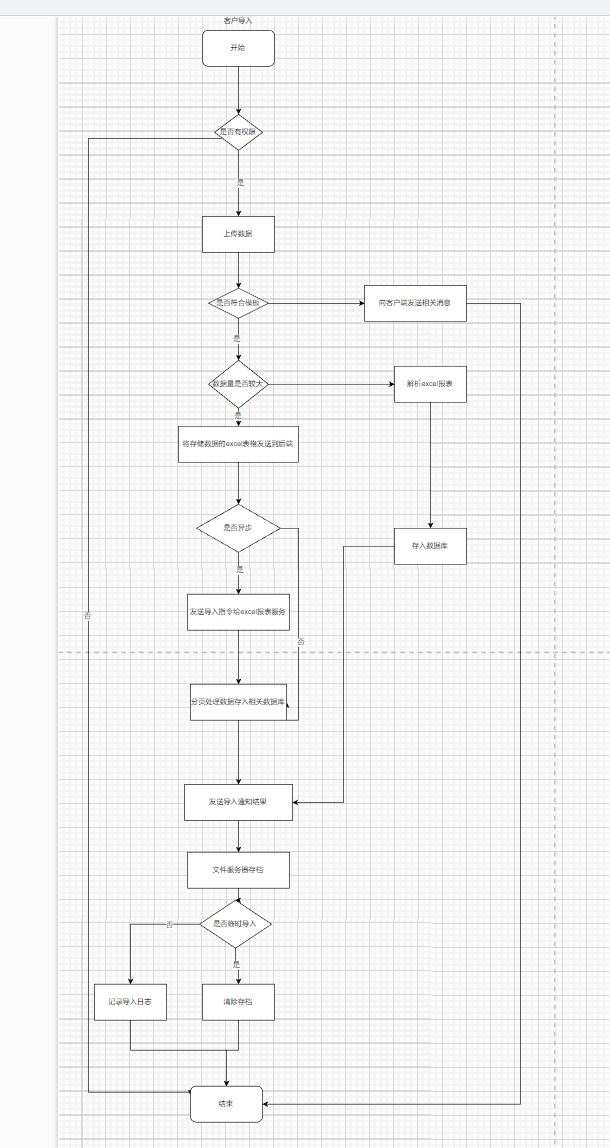 客户导入
开始
是否有权限
是
上传数据
是否符合模板
向客户端发送相关消息
是
数据量是否较大
解析excel报表
是
将存储数据的excel表格发送到后端
是否异步
存入数据库
是
发送导入指令给excel报表服务
否
否
分页处理数据存入相关数据库
发送导入通知结果
文件服务器存档
是否临时导入
否
是
记录导入日志
清除存档
结束